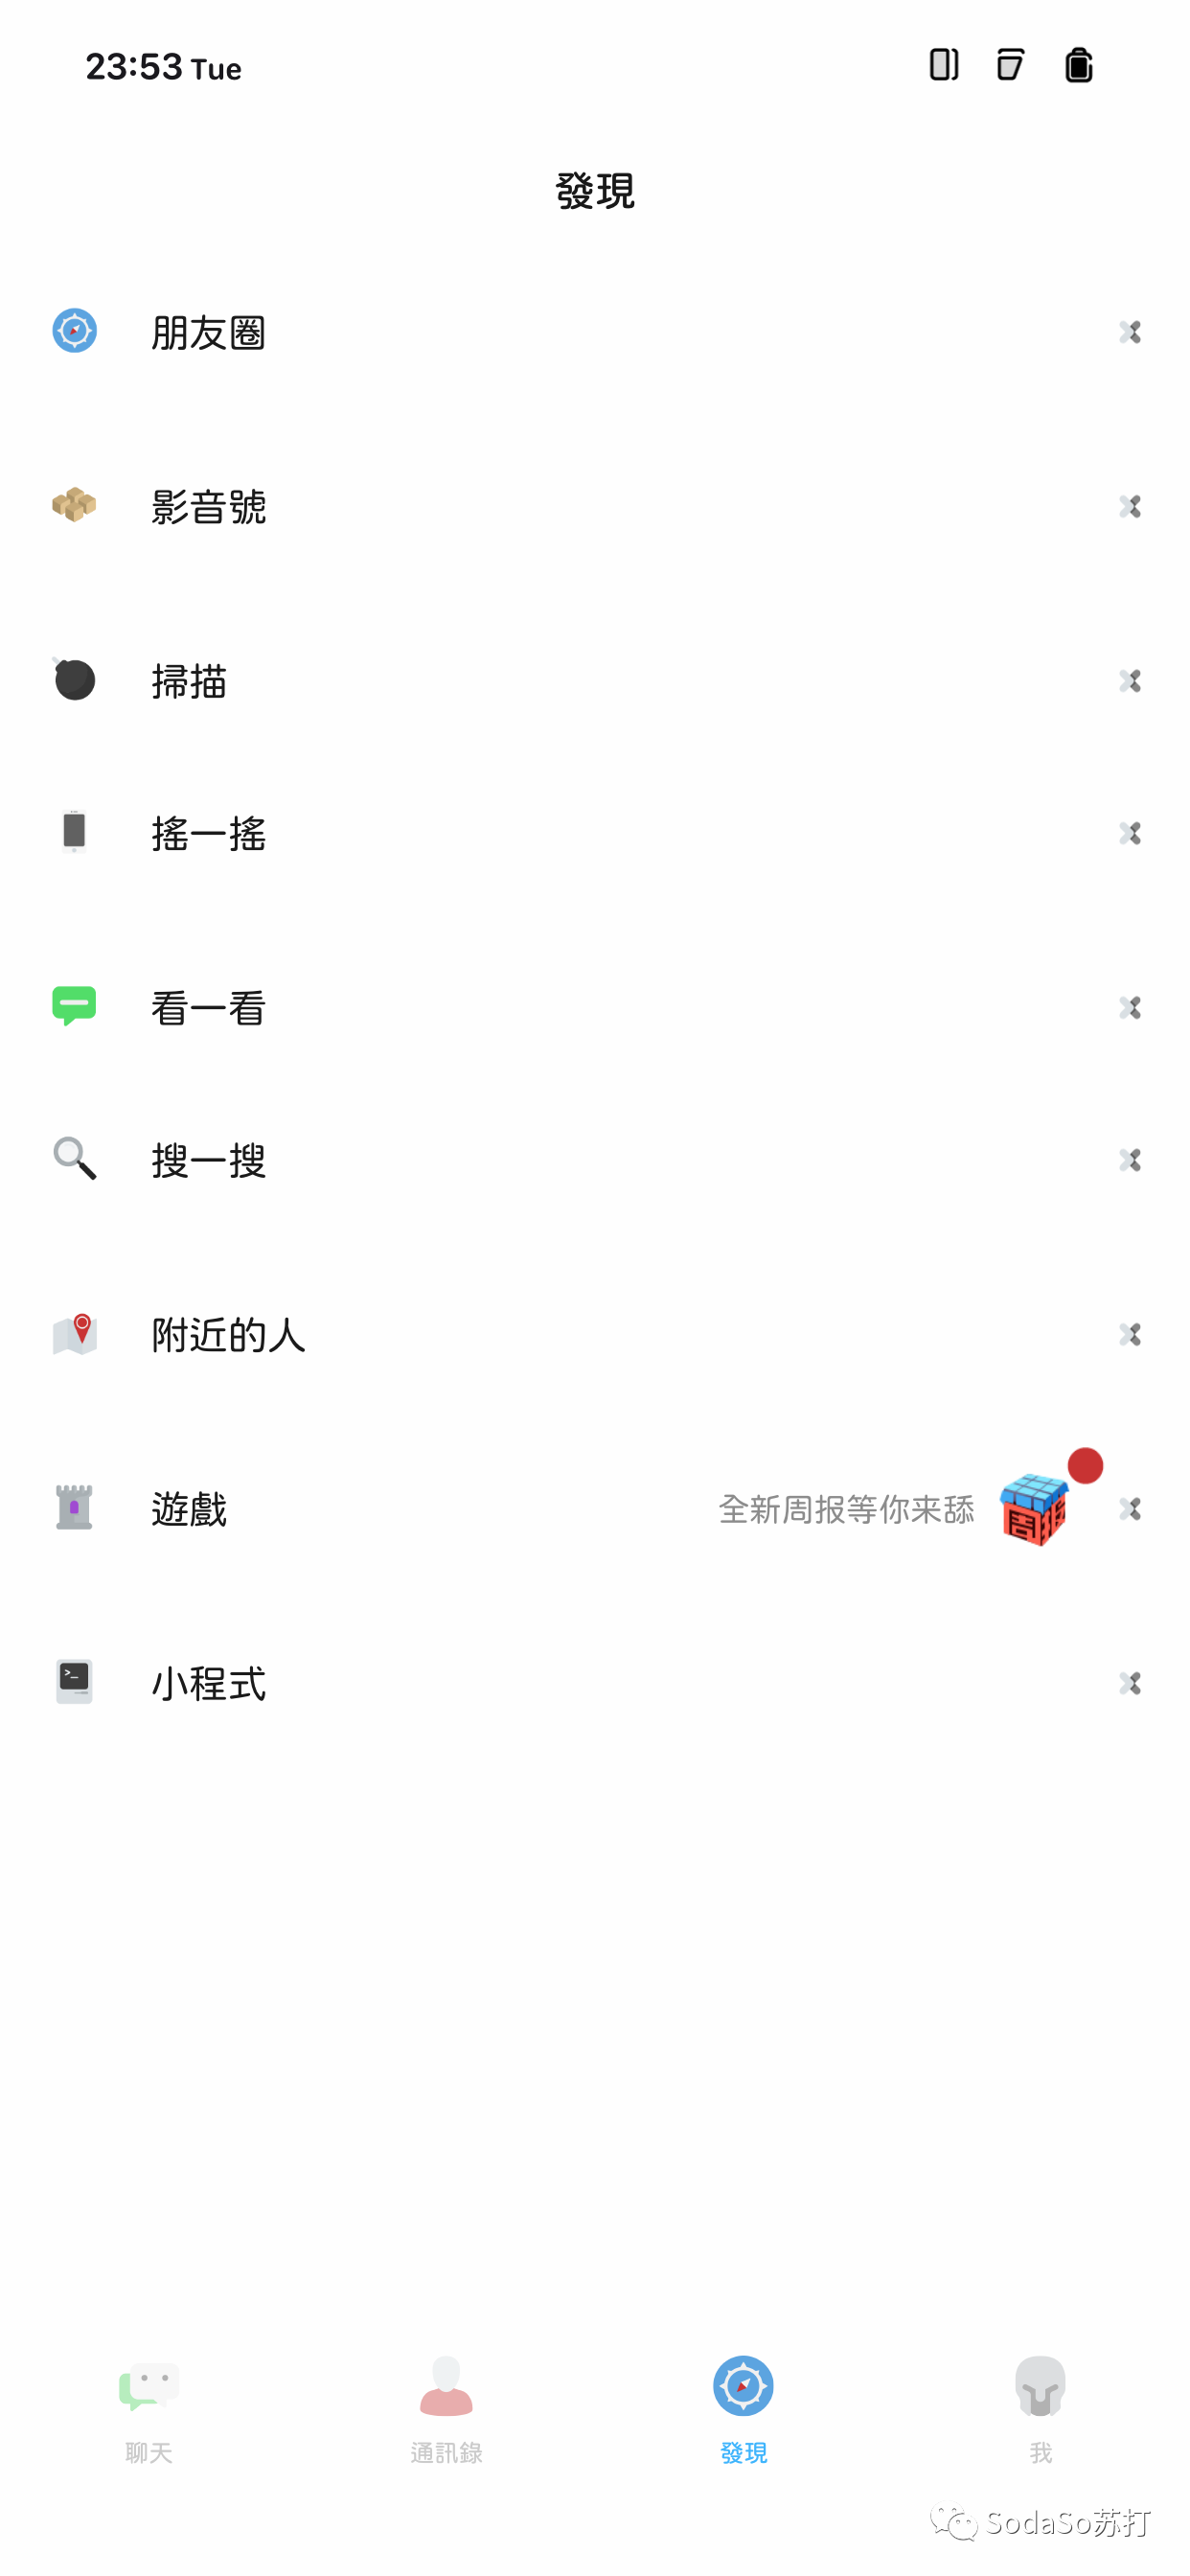 23:53 Tue
發現
朋友圈
影音號
掃描
搖一搖
看一看
搜一搜
附近的人
遊戲 全新周报等你来舔 周报
小程式
聊天 通訊錄 發現 我
SodaSo苏打